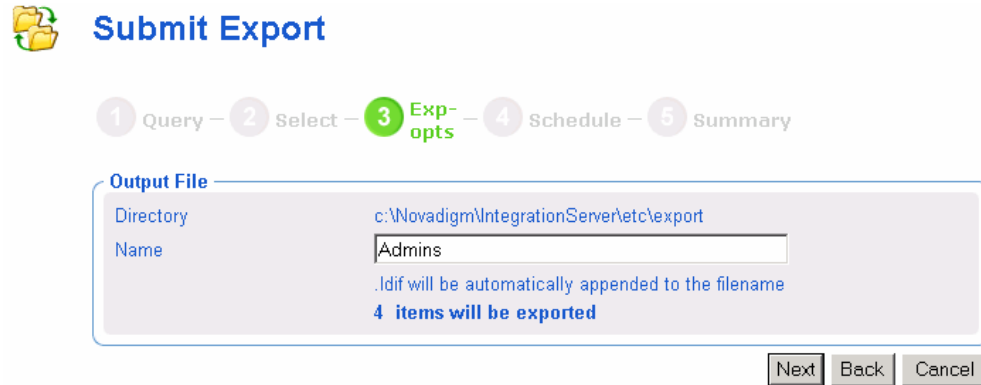 Submit Export
1 Query – 2 Select – 3 Exp-opts – 4 Schedule – 5 Summary
Output File
Directory c:\Novadigm\IntegrationServer\etc\export
Name Admins
.ldif will be automatically appended to the filename
4 items will be exported
Next Back Cancel